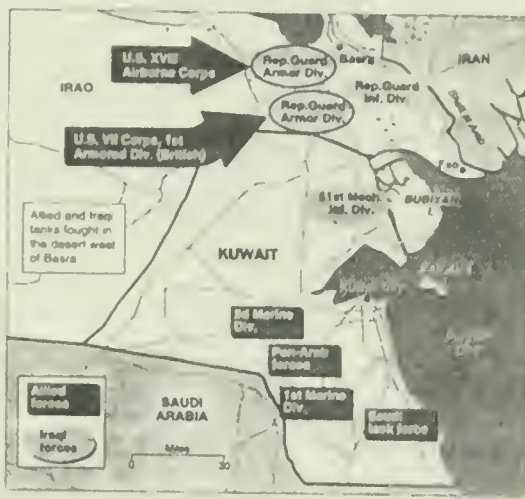 U.S. XVIII
Airborne Corps
Rep.Guard
Armor Div.
Basra
IRAN
IRAQ
Rep.Guard
Inf. Div.
Rep.Guard
Armor Div.
Shatt al Arab
U.S. VII Corps, 1st
Armored Div. (British)
Fao
51st Mech.
Inf. Div.
BUBIYAN
I.
Allied and Iraqi
tanks fought in
the desert west
of Basra
KUWAIT
2d Marine
Div.
Pan-Arab
forces
1st Marine
Div.
Saudi
task force
Allied
forces
Iraqi
forces
SAUDI
ARABIA
Miles
0
30